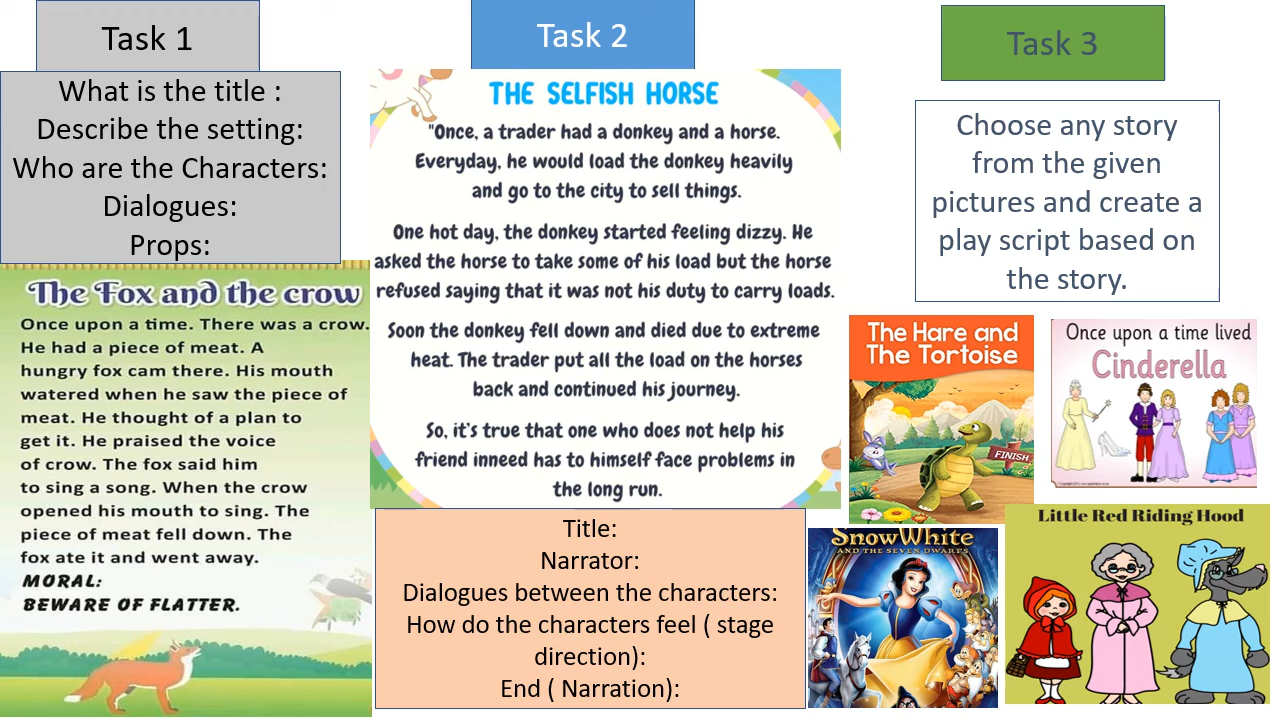 Task 1
What is the title :
Describe the setting:
Who are the Characters:
Dialogues:
Props:
The Fox and the crow
Once upon a time. There was a crow.
He had a piece of meat. A
hungry fox cam there. His mouth
watered when he saw the piece of
meat. He thought of a plan to
get it. He praised the voice
of crow. The fox said him
to sing a song. When the crow
opened his mouth to sing. The
piece of meat fell down. The
fox ate it and went away.
MORAL:
BEWARE OF FLATTER.
Task 2
THE SELFISH HORSE
"Once, a trader had a donkey and a horse.
Everyday, he would load the donkey heavily
and go to the city to sell things.
One hot day, the donkey started feeling dizzy. He
asked the horse to take some of his load but the horse
refused saying that it was not his duty to carry loads.
Soon the donkey fell down and died due to extreme
heat. The trader put all the load on the horses
back and continued his journey.
So, it's true that one who does not help his
friend inneed has to himself face problems in
the long run.
Title:
Narrator:
Dialogues between the characters:
How do the characters feel ( stage
direction):
End ( Narration):
Task 3
Choose any story
from the given
pictures and create a
play script based on
the story.
The Hare and
The Tortoise
FINISH
Once upon a time lived
Cinderella
SNOW WHITE
AND THE SEVEN DWARFS
Little Red Riding Hood